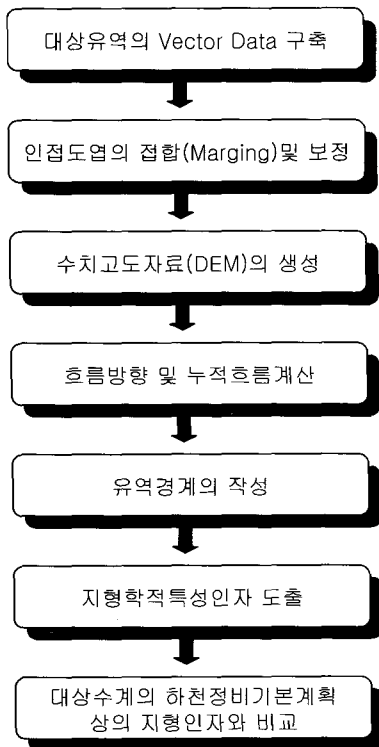 대상유역의 Vector Data 구축
인접도엽의 접합(Marging)및 보정
수치고도자료(DEM)의 생성
흐름방향 및 누적흐름계산
유역경계의 작성
지형학적특성인자 도출
대상수계의 하천정비기본계획
상의 지형인자와 비교